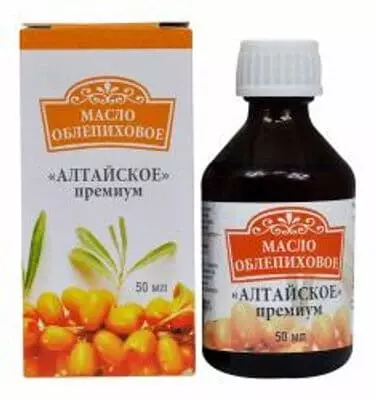 МАСЛО
ОБЛЕПИХОВОЕ
«АЛТАЙСКОЕ»
премиум
50 мл
МАСЛО
ОБЛЕПИХОВОЕ
«АЛТАЙСКОЕ»
премиум
50 мл